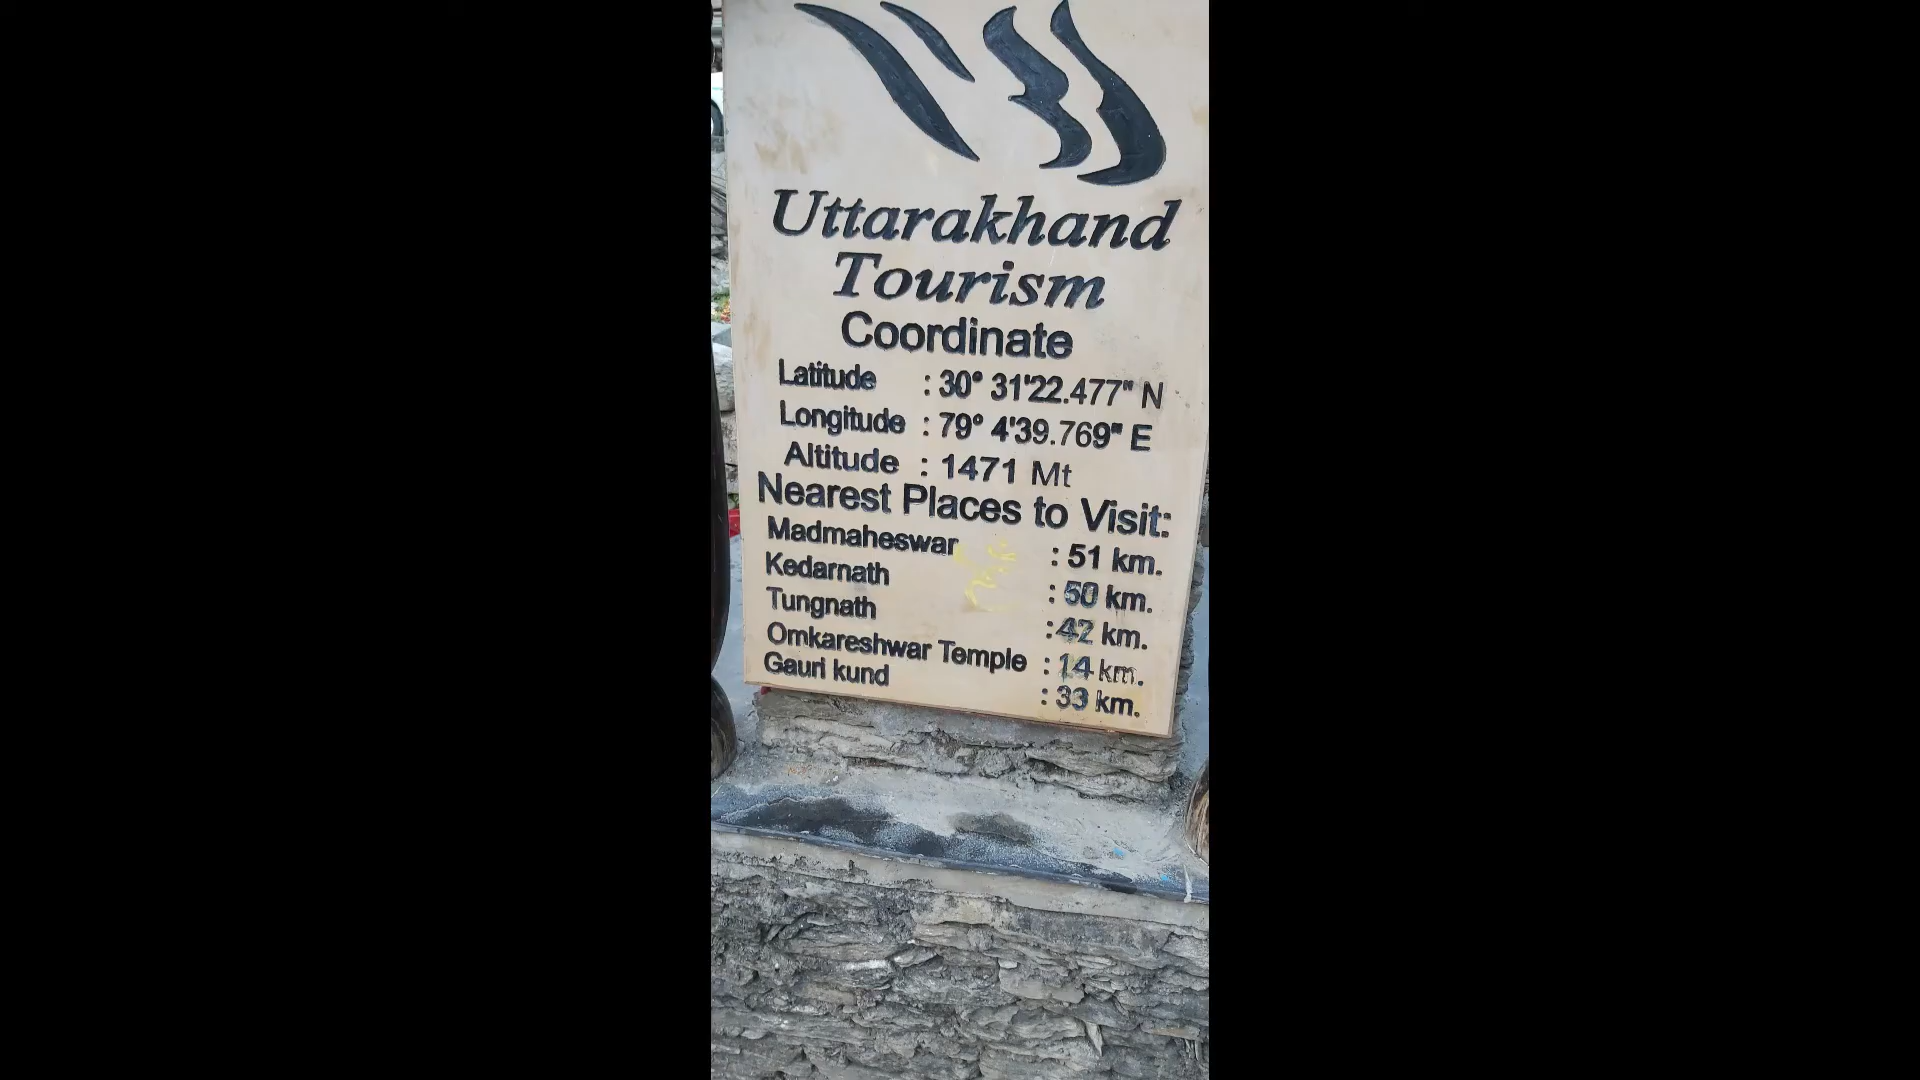 Uttarakhand
Tourism
Coordinate
Latitude : 30° 31'22.477" N
Longitude : 79° 4'39.769" E
Altitude : 1471 Mt
Nearest Places to Visit:
Madmaheswar : 51 km.
Kedarnath : 50 km.
Tungnath : 42 km.
Omkareshwar Temple : 14 km.
Gauri kund : 33 km.